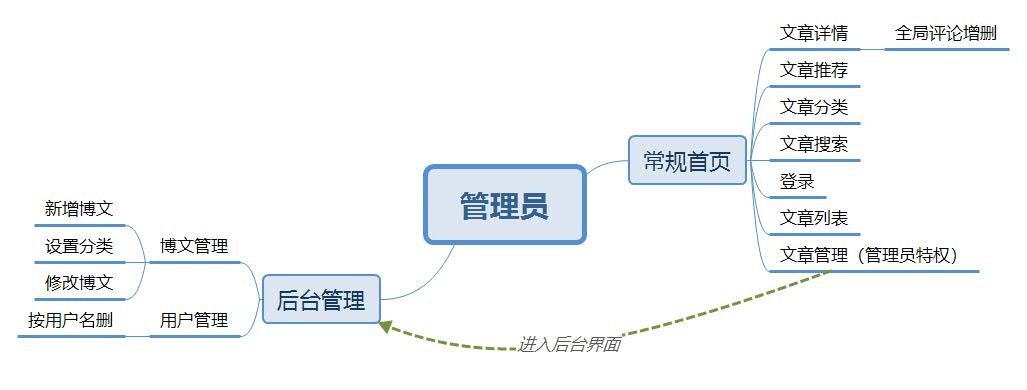 管理员
常规首页
文章详情
全局评论增删
文章推荐
文章分类
文章搜索
登录
文章列表
文章管理（管理员特权）
后台管理
博文管理
新增博文
设置分类
修改博文
用户管理
按用户名删
进入后台界面